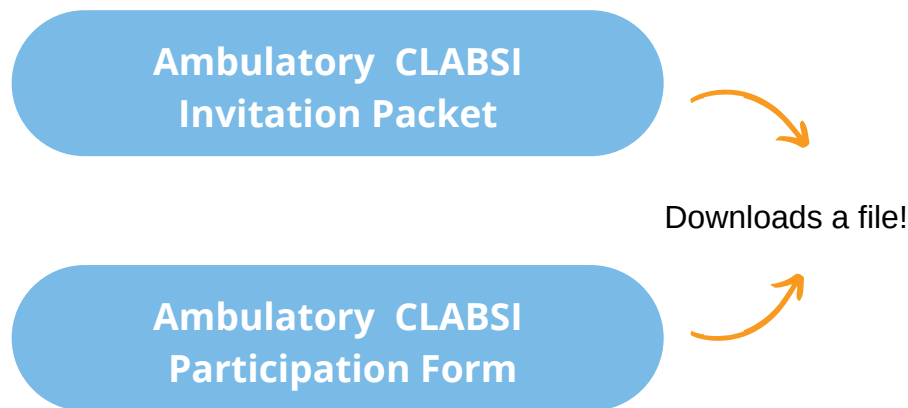 Ambulatory CLABSI
Invitation Packet
Downloads a file!
Ambulatory CLABSI
Participation Form